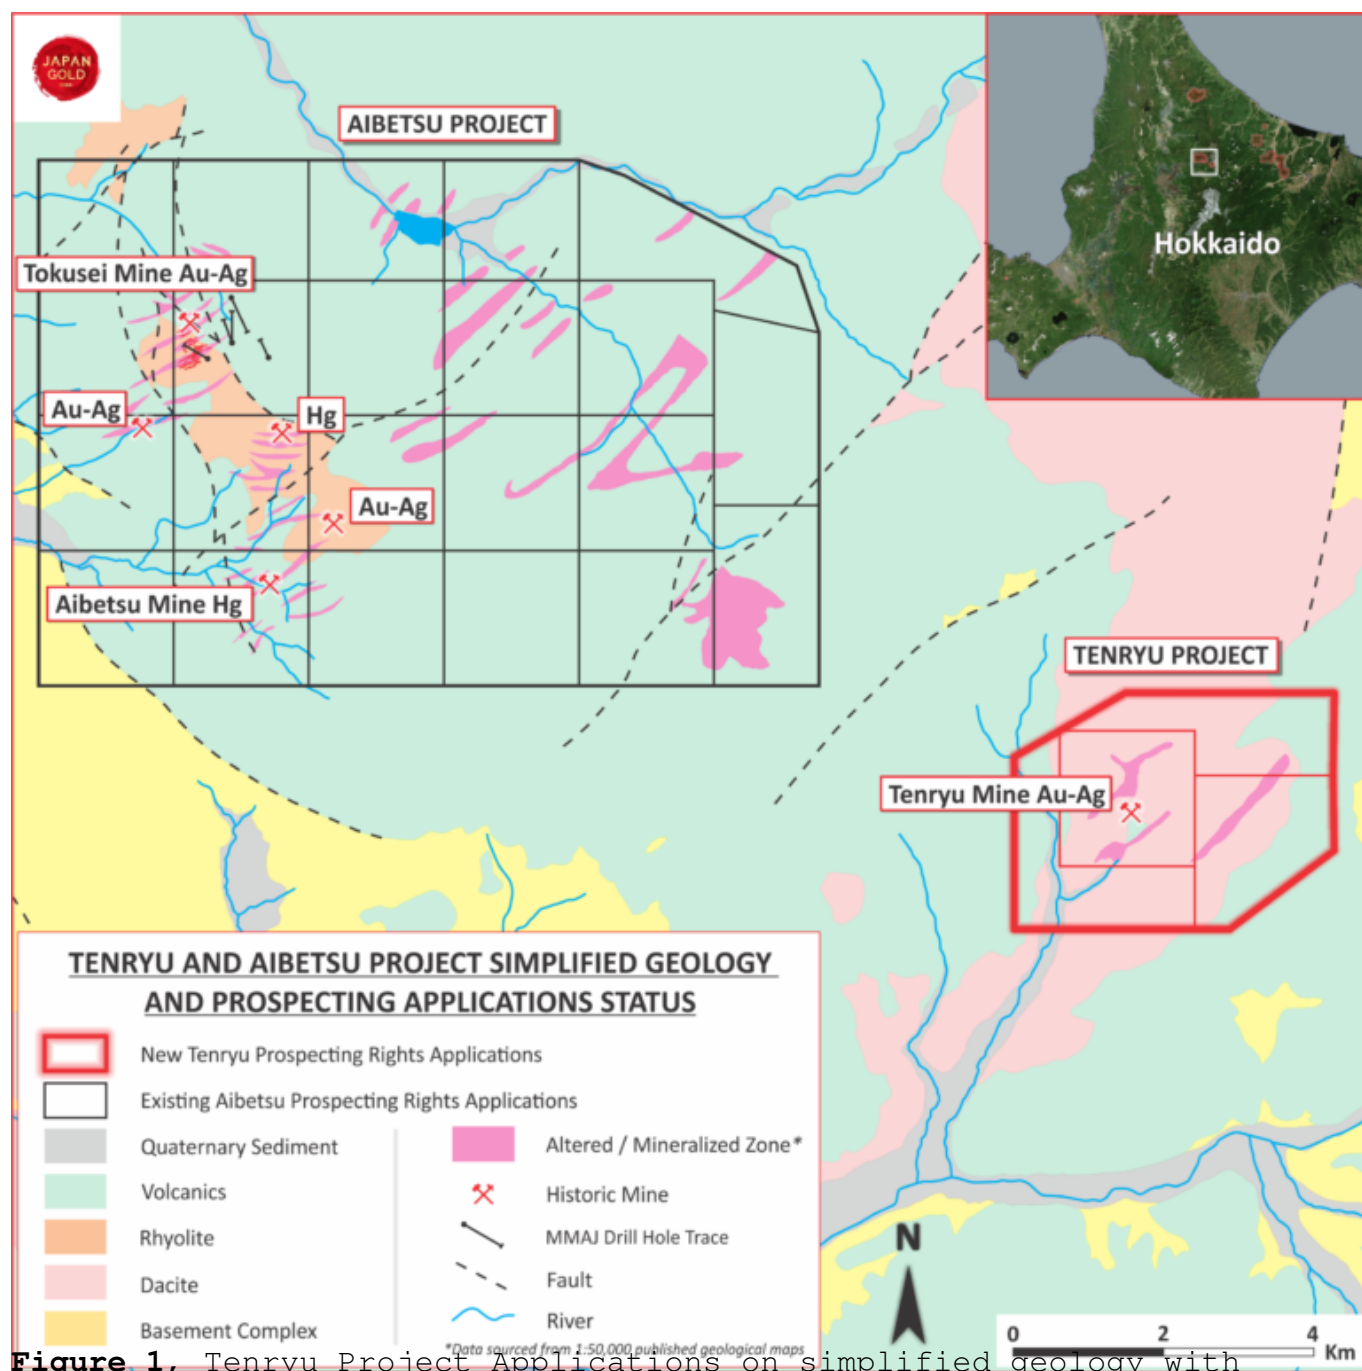 JAPAN
GOLD
AIBETSU PROJECT
Hokkaido
Tokusei Mine Au-Ag
Au-Ag
Hg
Au-Ag
Aibetsu Mine Hg
TENRYU PROJECT
Tenryu Mine Au-Ag
TENRYU AND AIBETSU PROJECT SIMPLIFIED GEOLOGY
AND PROSPECTING APPLICATIONS STATUS
New Tenryu Prospecting Rights Applications
Existing Aibetsu Prospecting Rights Applications
Quaternary Sediment
Volcanics
Rhyolite
Dacite
Basement Complex
Altered / Mineralized Zone*
Historic Mine
MMAJ Drill Hole Trace
Fault
River
*Data sourced from 1:50,000 published geological maps
N
0 2 4
Km
Figure 1, Tenryu Project Applications on simplified geology with